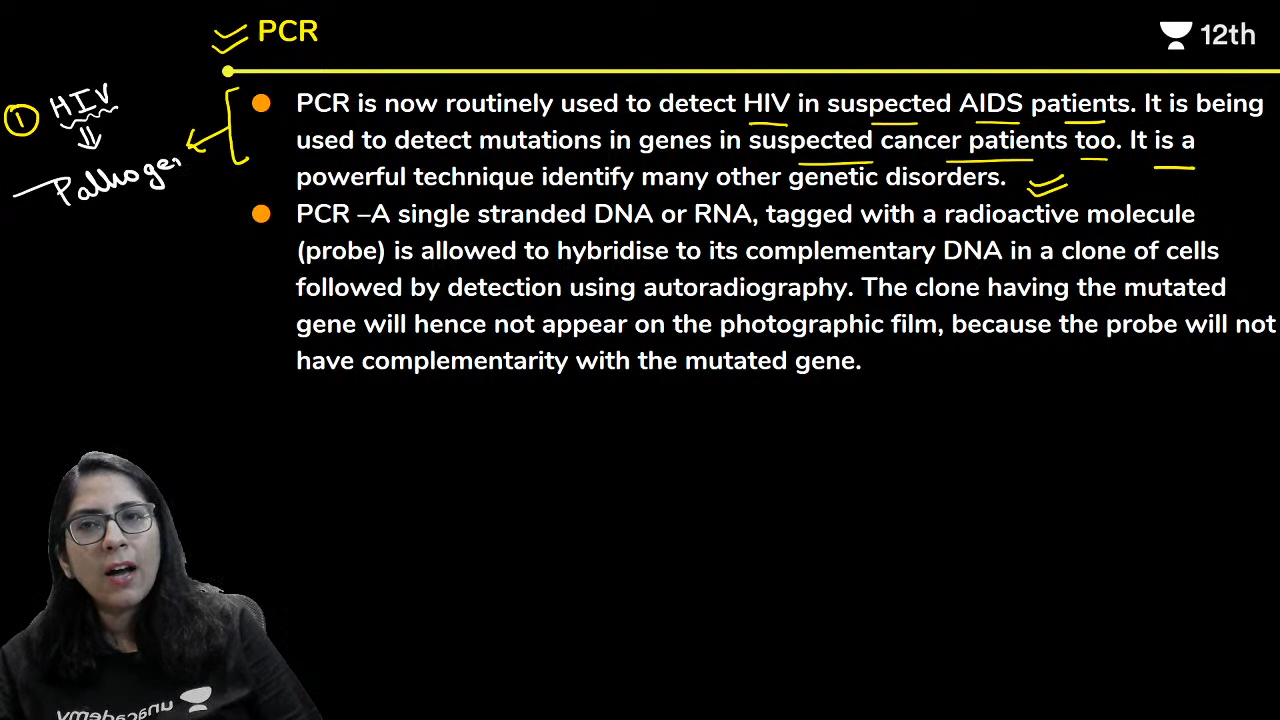 PCR
12th
PCR is now routinely used to detect HIV in suspected AIDS patients. It is being
used to detect mutations in genes in suspected cancer patients too. It is a
powerful technique identify many other genetic disorders.
PCR –A single stranded DNA or RNA, tagged with a radioactive molecule
(probe) is allowed to hybridise to its complementary DNA in a clone of cells
followed by detection using autoradiography. The clone having the mutated
gene will hence not appear on the photographic film, because the probe will not
have complementarity with the mutated gene.
1 HIV
Pathogen
unacademy